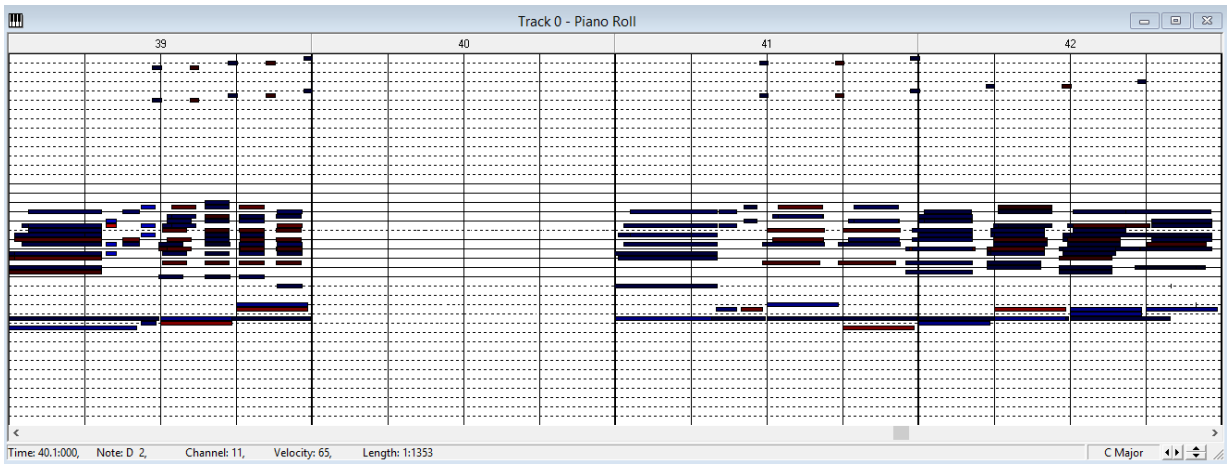 Track 0 - Piano Roll
39 40 41 42
Time: 40.1:000, Note: D 2, Channel: 11, Velocity: 65, Length: 1:1353 C Major